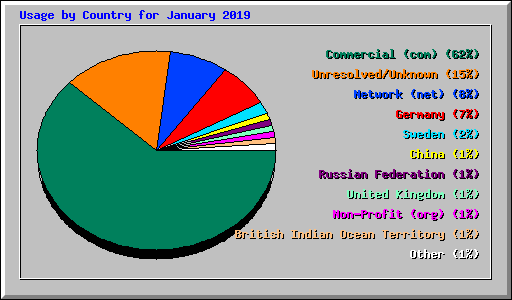 Usage by Country for January 2019
Commercial (com) (62%)
Unresolved/Unknown (15%)
Network (net) (8%)
Germany (7%)
Sweden (2%)
China (1%)
Russian Federation (1%)
United Kingdom (1%)
Non-Profit (org) (1%)
British Indian Ocean Territory (1%)
Other (1%)